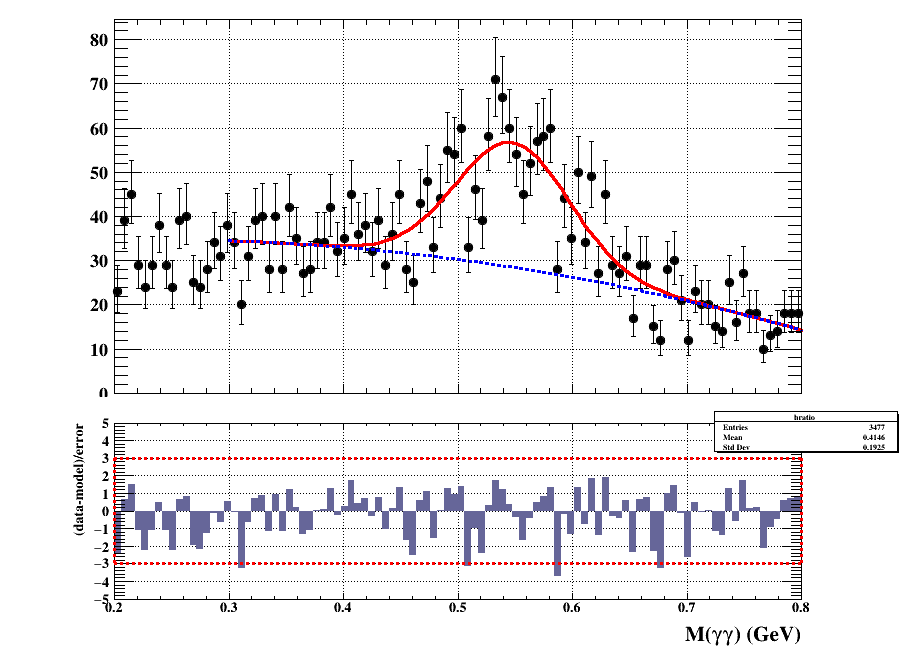 80
70
60
50
40
30
20
10
0
hratio
Entries 3477
Mean 0.4146
Std Dev 0.1925
(data-model)/error
5
4
3
2
1
0
−1
−2
−3
−4
−5
0.2 0.3 0.4 0.5 0.6 0.7 0.8
M(γγ) (GeV)